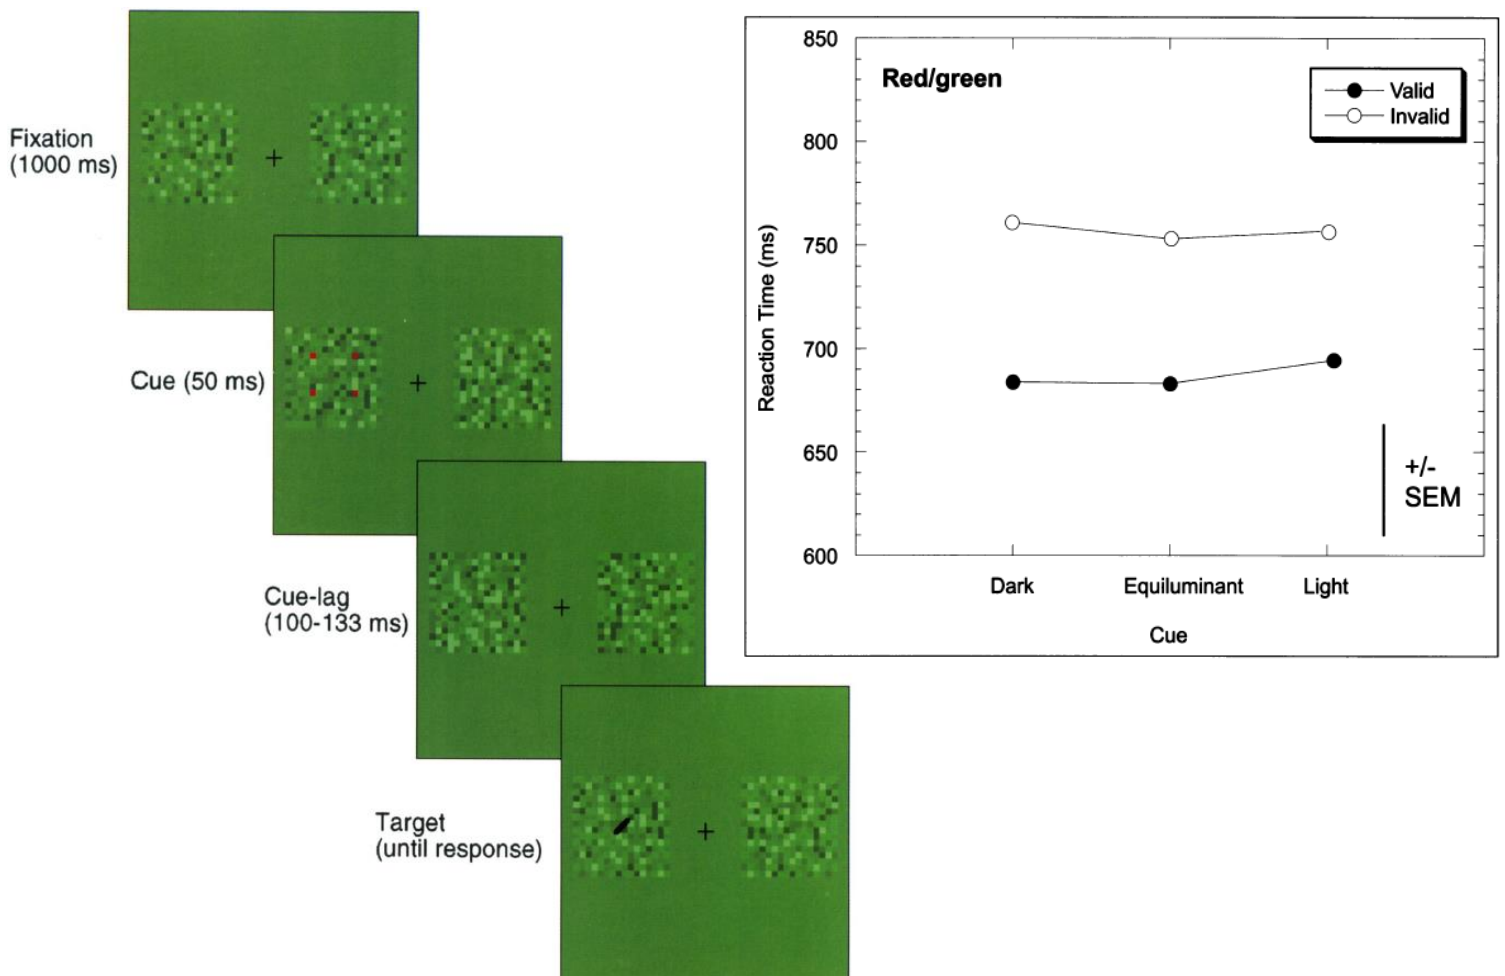 Fixation
(1000 ms)
+
Cue (50 ms)
+
Cue-lag
(100-133 ms)
+
Target
(until response)
+
Red/green
Valid
Invalid
850
800
750
700
650
600
Reaction Time (ms)
+/-
SEM
Dark Equiluminant Light
Cue